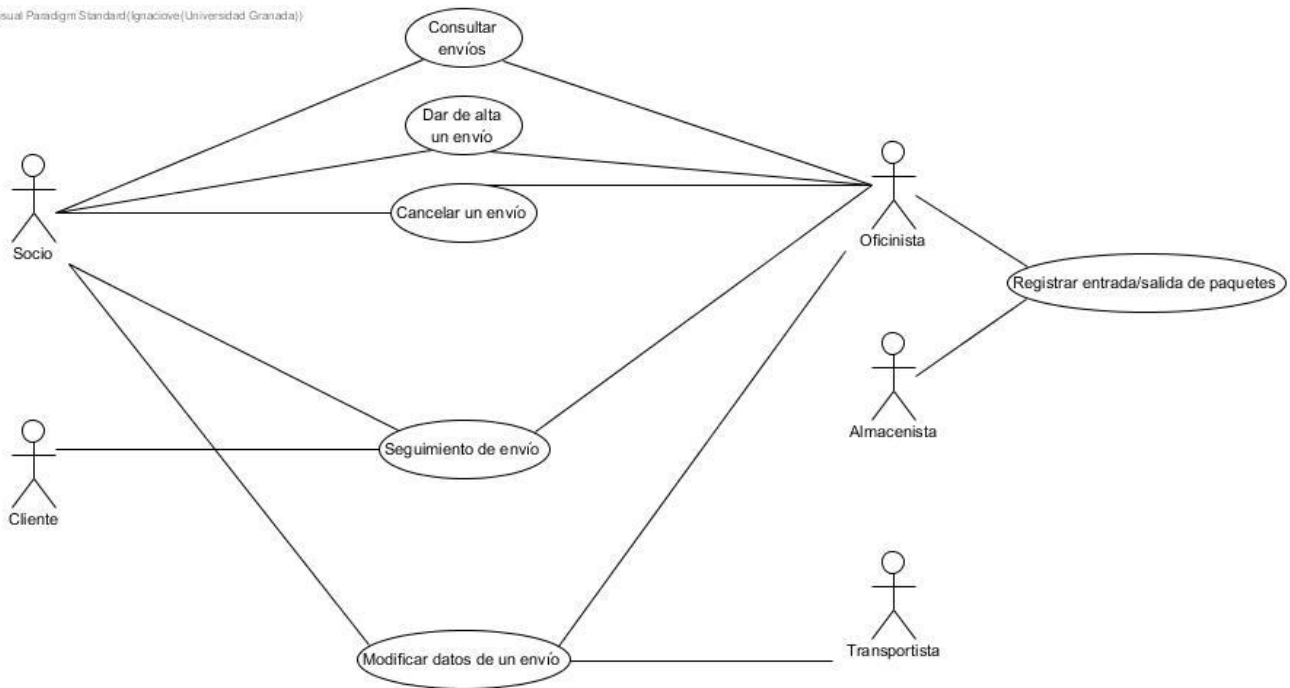 Visual Paradigm Standard(Ignaciove(Universidad Granada))
Consultar
envíos
Dar de alta
un envío
Cancelar un envío
Socio
Oficinista
Registrar entrada/salida de paquetes
Almacenista
Seguimiento de envío
Cliente
Modificar datos de un envío
Transportista